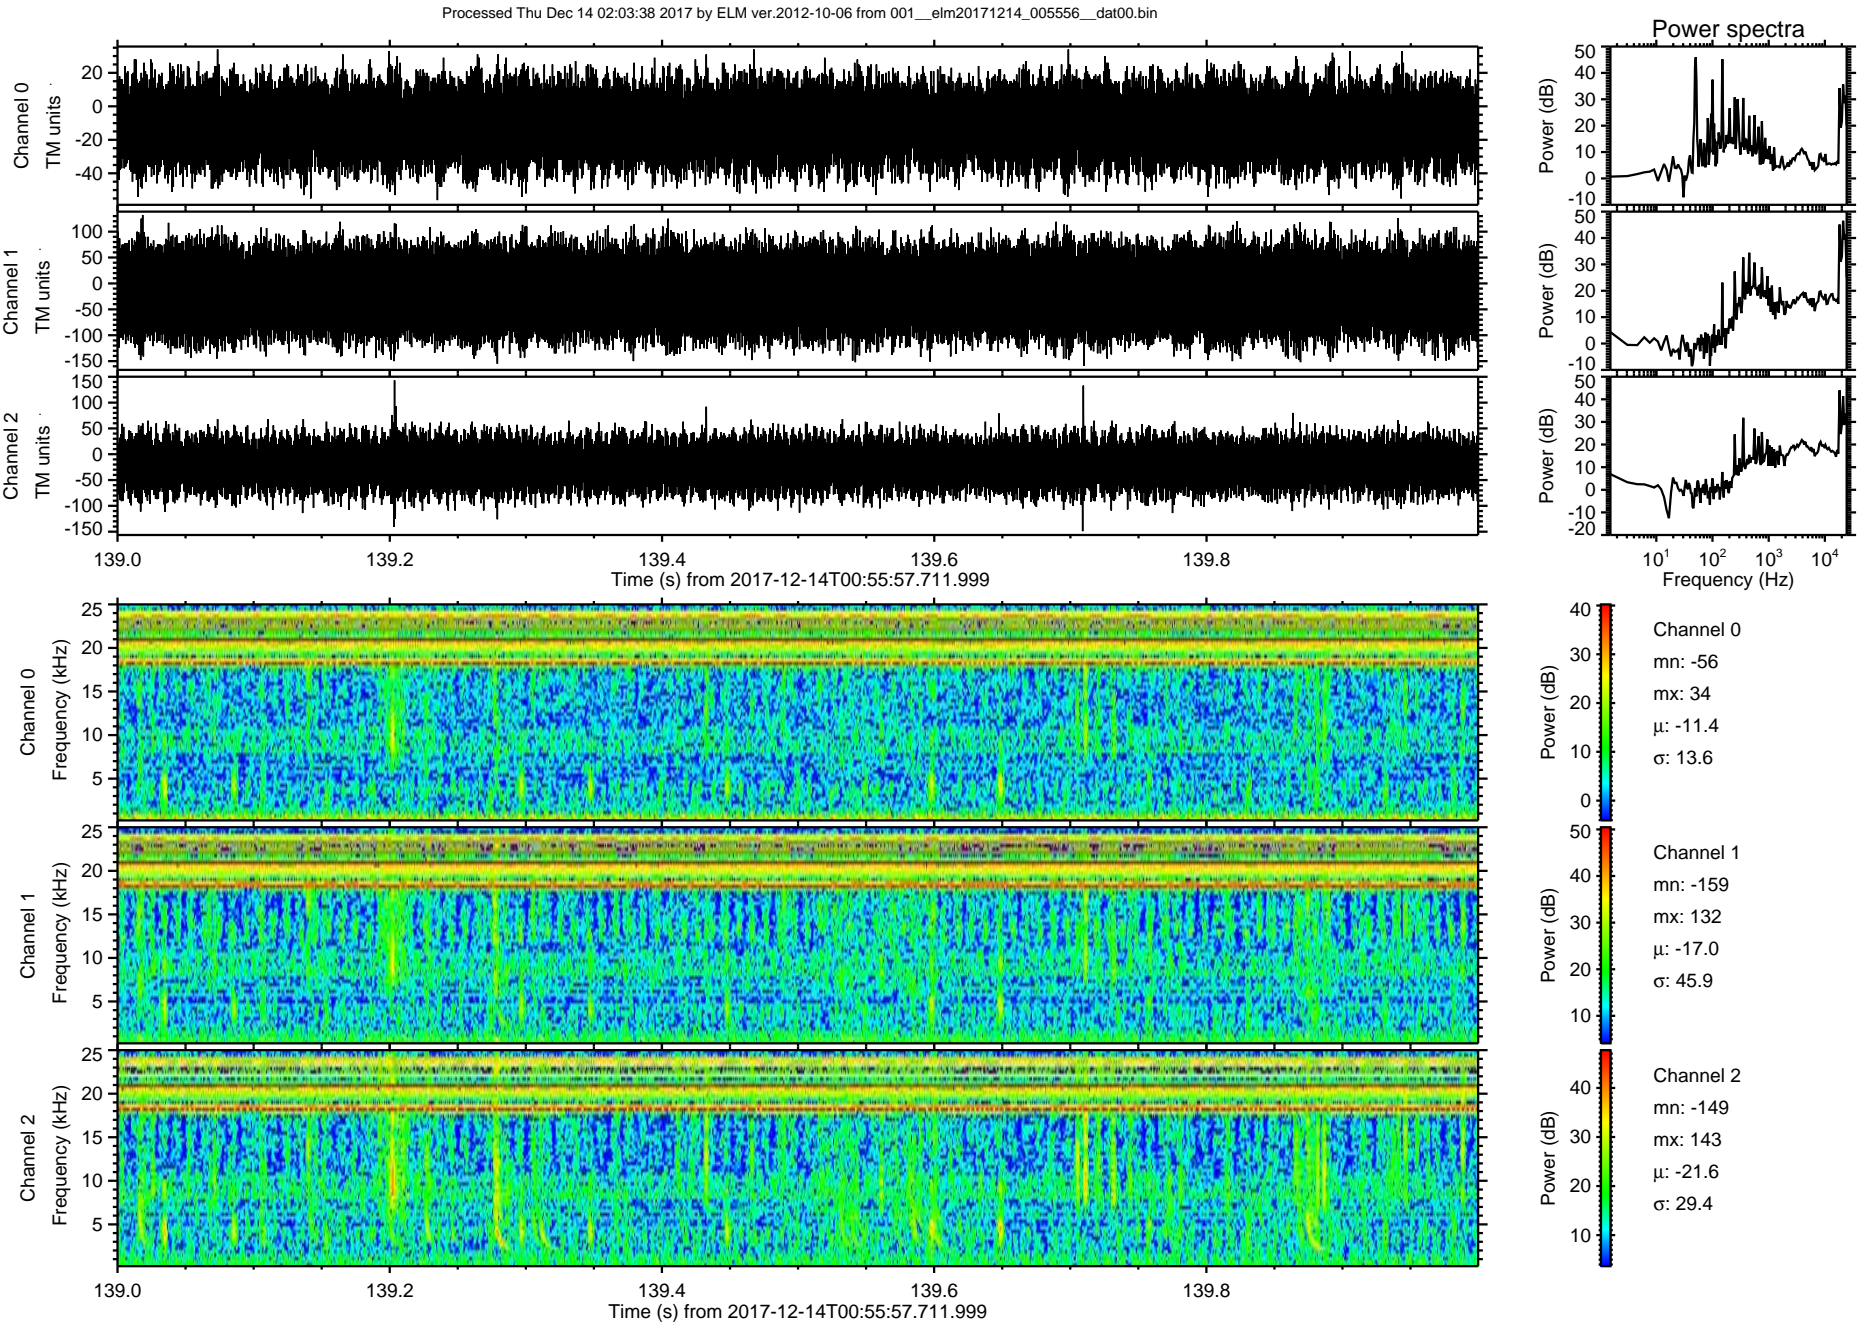 Processed Thu Dec 14 02:03:38 2017 by ELM ver.2012-10-06 from 001__elm20171214_005556__dat00.bin
Power spectra
Channel 0
TM units
20
0
-20
-40
Power (dB)
50
40
30
20
10
0
-10
Channel 1
TM units
100
50
0
-50
-100
-150
Power (dB)
50
40
30
20
10
0
-10
Channel 2
TM units
150
100
50
0
-50
-100
-150
Power (dB)
50
40
30
20
10
0
-10
-20
139.0 139.2 139.4 139.6 139.8
Time (s) from 2017-12-14T00:55:57.711.999
10¹ 10² 10³ 10⁴
Frequency (Hz)
Channel 0
Frequency (kHz)
25
20
15
10
5
Power (dB)
40
30
20
10
0
Channel 0
mn: -56
mx: 34
μ: -11.4
σ: 13.6
Channel 1
Frequency (kHz)
25
20
15
10
5
Power (dB)
50
40
30
20
10
Channel 1
mn: -159
mx: 132
μ: -17.0
σ: 45.9
Channel 2
Frequency (kHz)
25
20
15
10
5
Power (dB)
40
30
20
10
Channel 2
mn: -149
mx: 143
μ: -21.6
σ: 29.4
139.0 139.2 139.4 139.6 139.8
Time (s) from 2017-12-14T00:55:57.711.999